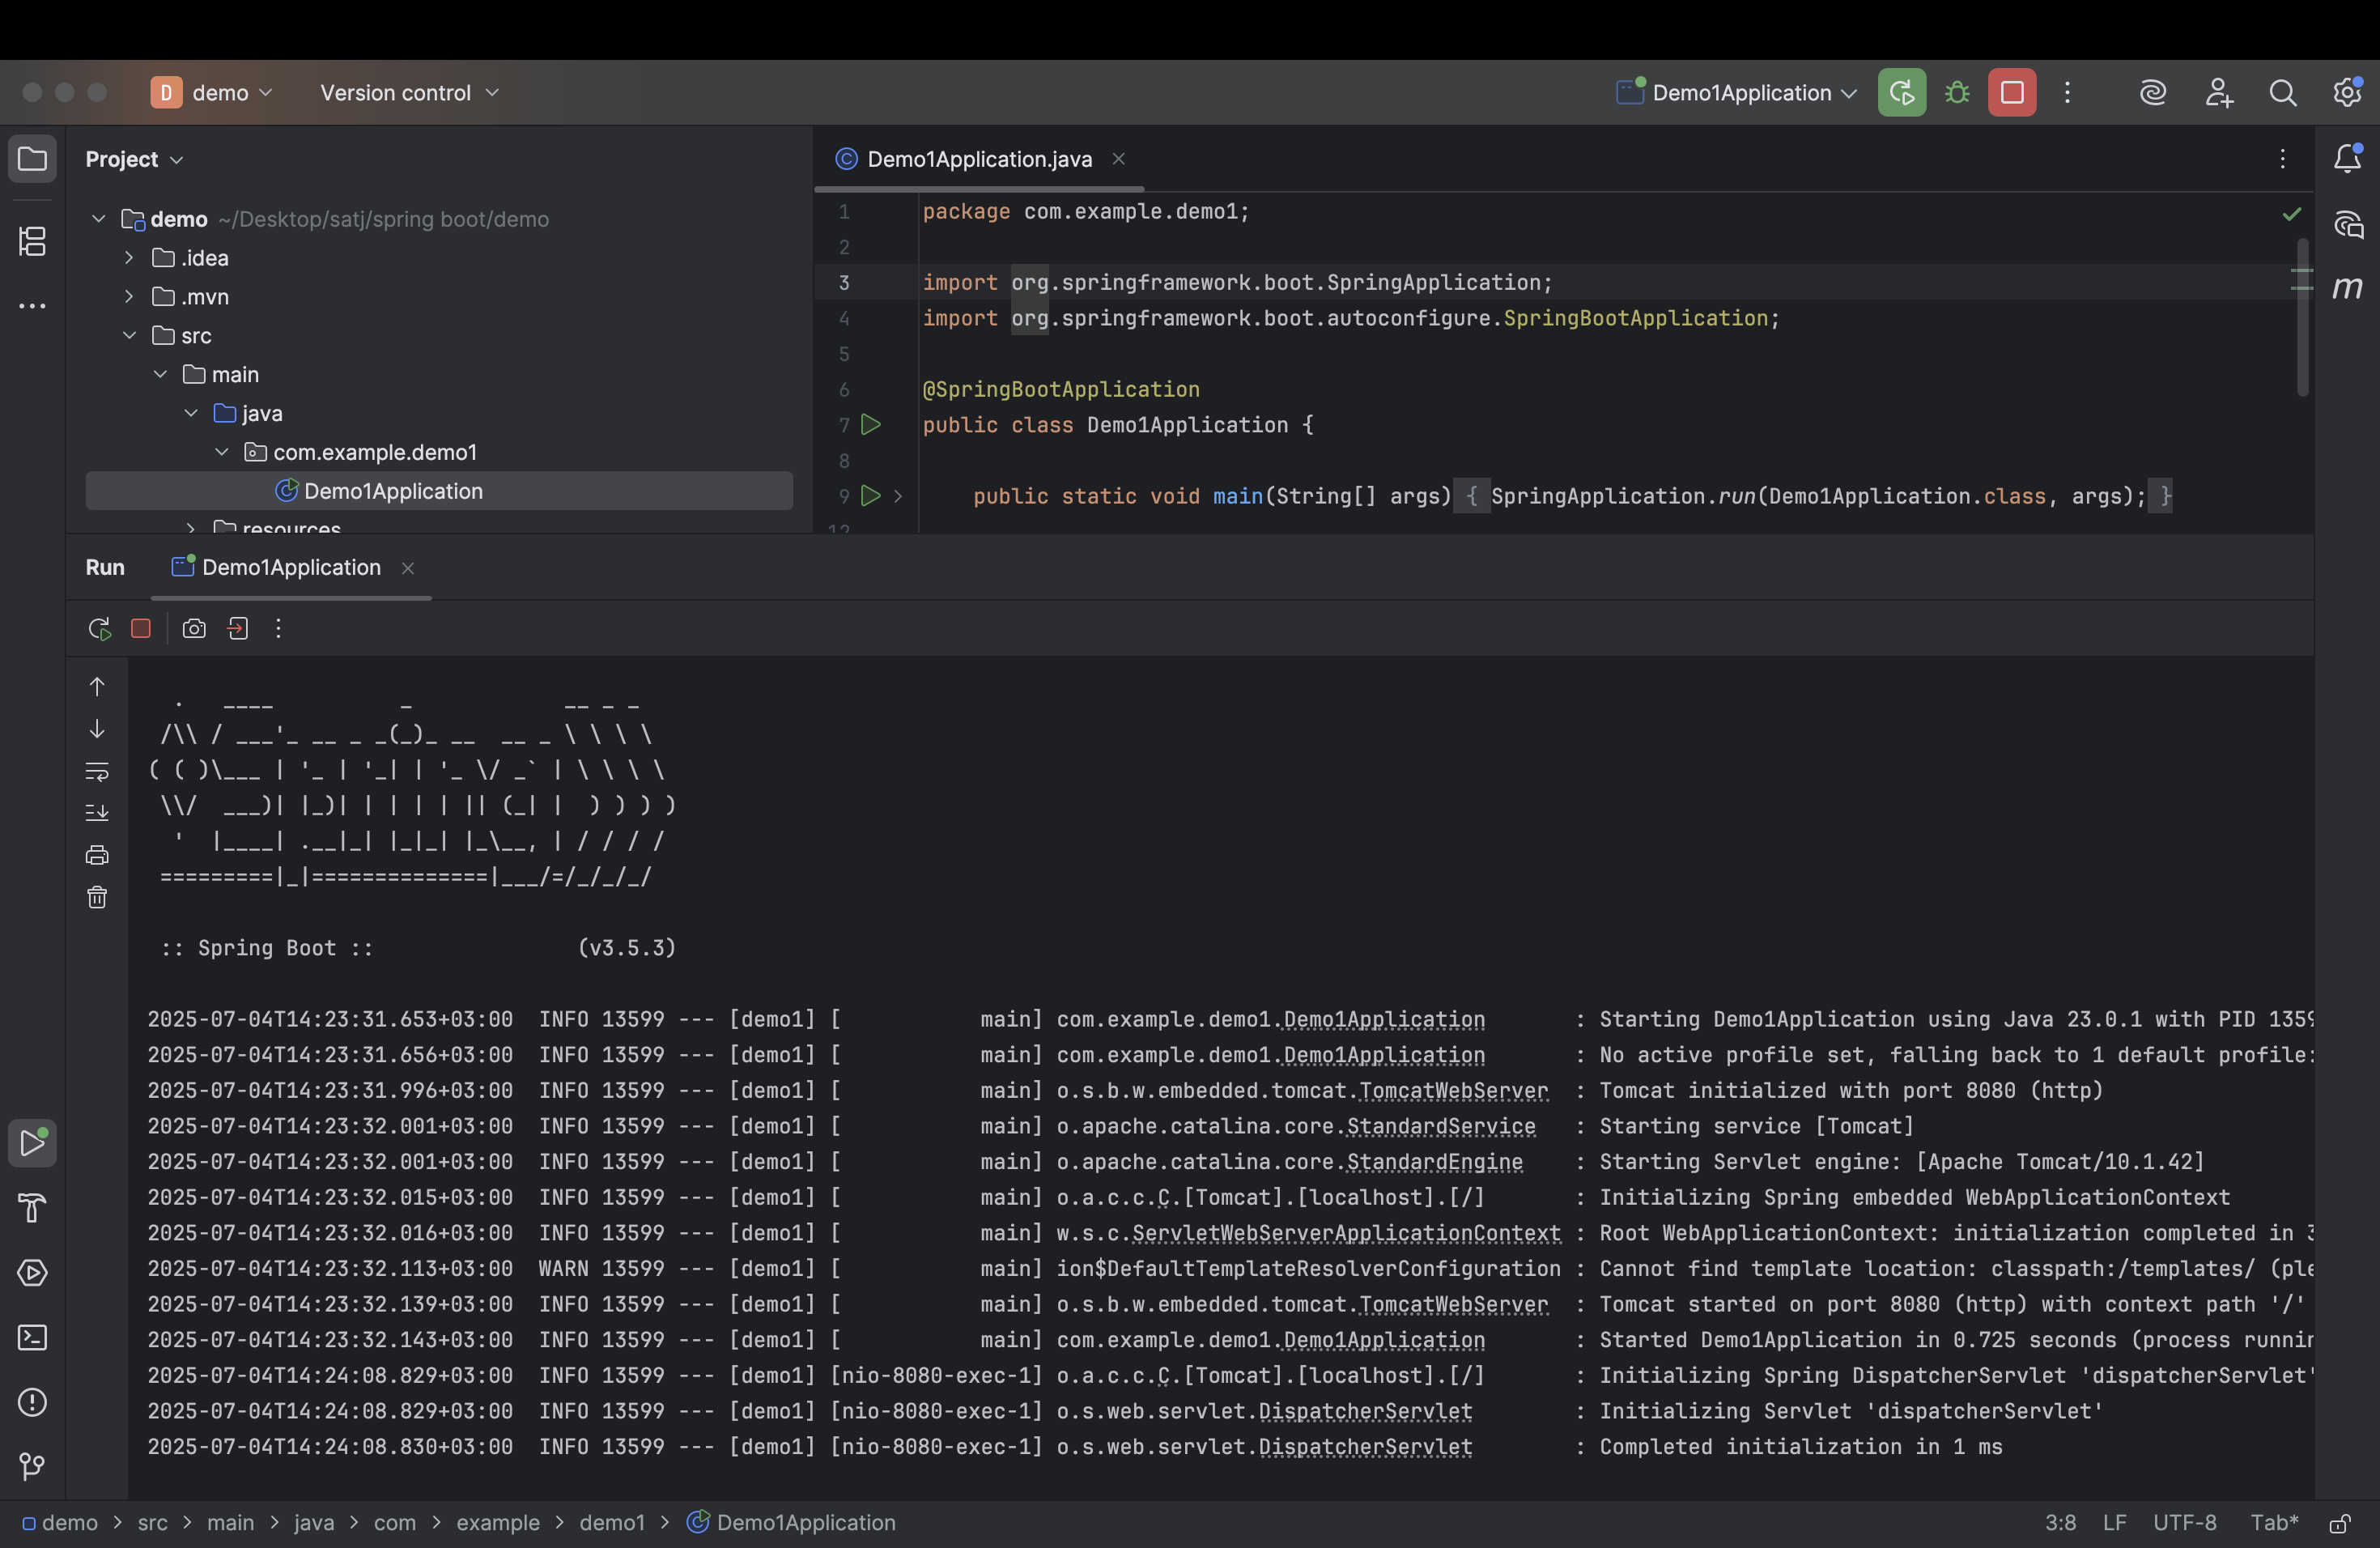 D demo Version control Demo1Application
Project
demo ~/Desktop/satj/spring boot/demo
.idea
.mvn
src
main
java
com.example.demo1
Demo1Application
resources
Demo1Application.java
1 package com.example.demo1;
2
3 import org.springframework.boot.SpringApplication;
4 import org.springframework.boot.autoconfigure.SpringBootApplication;
5
6 @SpringBootApplication
7 public class Demo1Application {
8
9 public static void main(String[] args) { SpringApplication.run(Demo1Application.class, args); }
12
m
Run Demo1Application
  .   ____          _            __ _ _
 /\\ / ___'_ __ _ _(_)_ __  __ _ \ \ \ \
( ( )\___ | '_ | '_| | '_ \/ _` | \ \ \ \
 \\/  ___)| |_)| | | | | || (_| |  ) ) ) )
  '  |____| .__|_| |_|_| |_\__, | / / / /
 =========|_|==============|___/=/_/_/_/
:: Spring Boot :: (v3.5.3)
2025-07-04T14:23:31.653+03:00 INFO 13599 --- [demo1] [ main] com.example.demo1.Demo1Application : Starting Demo1Application using Java 23.0.1 with PID 1359
2025-07-04T14:23:31.656+03:00 INFO 13599 --- [demo1] [ main] com.example.demo1.Demo1Application : No active profile set, falling back to 1 default profile:
2025-07-04T14:23:31.996+03:00 INFO 13599 --- [demo1] [ main] o.s.b.w.embedded.tomcat.TomcatWebServer : Tomcat initialized with port 8080 (http)
2025-07-04T14:23:32.001+03:00 INFO 13599 --- [demo1] [ main] o.apache.catalina.core.StandardService : Starting service [Tomcat]
2025-07-04T14:23:32.001+03:00 INFO 13599 --- [demo1] [ main] o.apache.catalina.core.StandardEngine : Starting Servlet engine: [Apache Tomcat/10.1.42]
2025-07-04T14:23:32.015+03:00 INFO 13599 --- [demo1] [ main] o.a.c.c.C.[Tomcat].[localhost].[/] : Initializing Spring embedded WebApplicationContext
2025-07-04T14:23:32.016+03:00 INFO 13599 --- [demo1] [ main] w.s.c.ServletWebServerApplicationContext : Root WebApplicationContext: initialization completed in 3
2025-07-04T14:23:32.113+03:00 WARN 13599 --- [demo1] [ main] ion$DefaultTemplateResolverConfiguration : Cannot find template location: classpath:/templates/ (ple
2025-07-04T14:23:32.139+03:00 INFO 13599 --- [demo1] [ main] o.s.b.w.embedded.tomcat.TomcatWebServer : Tomcat started on port 8080 (http) with context path '/'
2025-07-04T14:23:32.143+03:00 INFO 13599 --- [demo1] [ main] com.example.demo1.Demo1Application : Started Demo1Application in 0.725 seconds (process runnin
2025-07-04T14:24:08.829+03:00 INFO 13599 --- [demo1] [nio-8080-exec-1] o.a.c.c.C.[Tomcat].[localhost].[/] : Initializing Spring DispatcherServlet 'dispatcherServlet'
2025-07-04T14:24:08.829+03:00 INFO 13599 --- [demo1] [nio-8080-exec-1] o.s.web.servlet.DispatcherServlet : Initializing Servlet 'dispatcherServlet'
2025-07-04T14:24:08.830+03:00 INFO 13599 --- [demo1] [nio-8080-exec-1] o.s.web.servlet.DispatcherServlet : Completed initialization in 1 ms
demo > src > main > java > com > example > demo1 > Demo1Application 3:8 LF UTF-8 Tab*